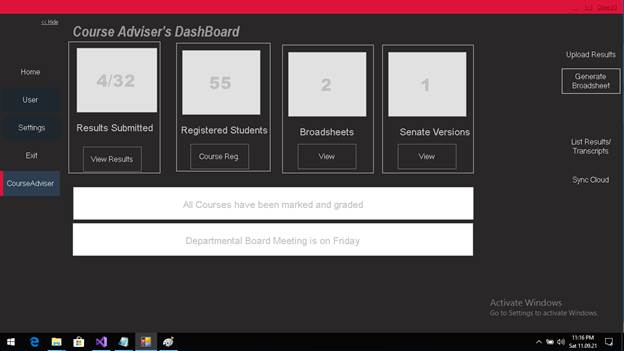 << Hide
Course Adviser's DashBoard
Home
User
Settings
Exit
CourseAdviser
4/32
Results Submitted
View Results
55
Registered Students
Course Reg.
2
Broadsheets
View
1
Senate Versions
View
Upload Results
Generate
Broadsheet
List Results/
Transcripts
Sync Cloud
All Courses have been marked and graded
Departmental Board Meeting is on Friday
Activate Windows
Go to Settings to activate Windows.
11:16 PM
Sat 11.09.21